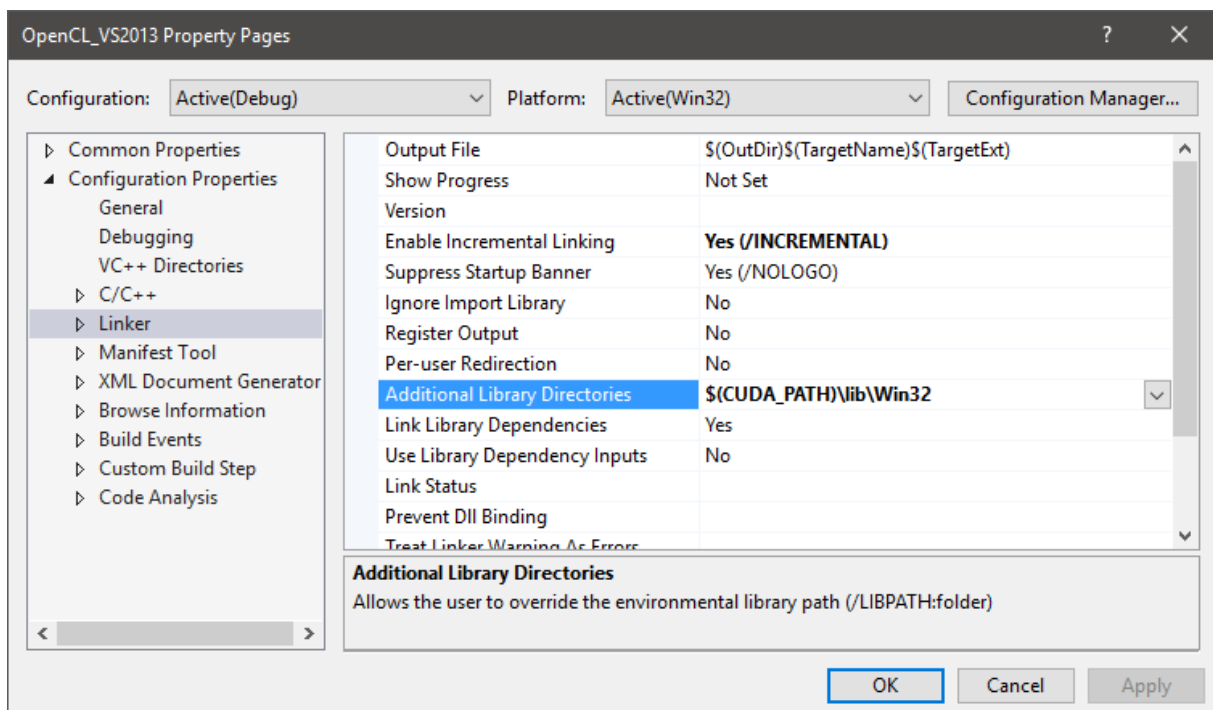 OpenCL_VS2013 Property Pages
Configuration: Active(Debug) Platform: Active(Win32) Configuration Manager...
Common Properties
Configuration Properties
General
Debugging
VC++ Directories
C/C++
Linker
Manifest Tool
XML Document Generator
Browse Information
Build Events
Custom Build Step
Code Analysis
Output File $(OutDir)$(TargetName)$(TargetExt)
Show Progress Not Set
Version
Enable Incremental Linking Yes (/INCREMENTAL)
Suppress Startup Banner Yes (/NOLOGO)
Ignore Import Library No
Register Output No
Per-user Redirection No
Additional Library Directories $(CUDA_PATH)\lib\Win32
Link Library Dependencies Yes
Use Library Dependency Inputs No
Link Status
Prevent Dll Binding
Treat Linker Warning As Errors
Additional Library Directories
Allows the user to override the environmental library path (/LIBPATH:folder)
OK Cancel Apply